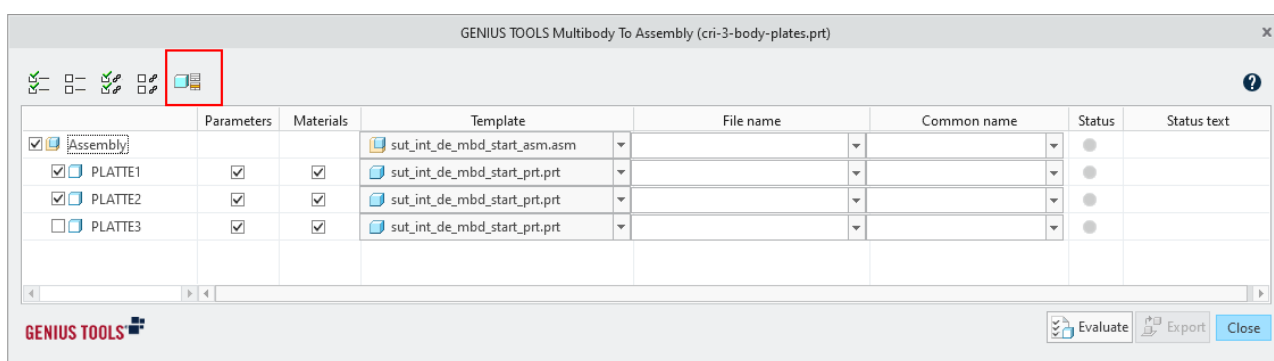 GENIUS TOOLS Multibody To Assembly (cri-3-body-plates.prt)
x
?
Parameters Materials Template File name Common name Status Status text
Assembly sut_int_de_mbd_start_asm.asm
PLATTE1 sut_int_de_mbd_start_prt.prt
PLATTE2 sut_int_de_mbd_start_prt.prt
PLATTE3 sut_int_de_mbd_start_prt.prt
GENIUS TOOLS Evaluate Export Close